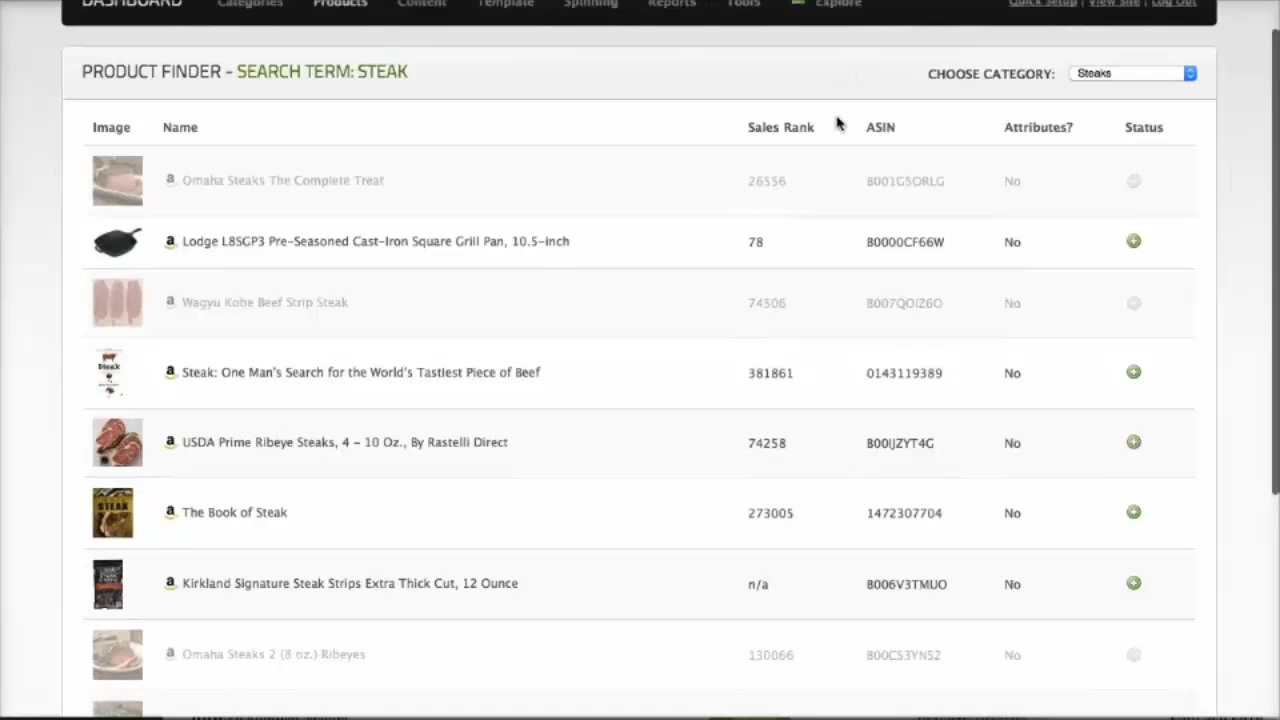 DASHBOARD Categories Products Content Template Spinning Reports Tools Explore Quick Setup | View Site | Log Out
PRODUCT FINDER - SEARCH TERM: STEAK CHOOSE CATEGORY: Steaks
Image Name Sales Rank ASIN Attributes? Status
a Omaha Steaks The Complete Treat 26556 B001G5ORLG No
a Lodge L8SGP3 Pre-Seasoned Cast-Iron Square Grill Pan, 10.5-inch 78 B0000CF66W No
a Wagyu Kobe Beef Strip Steak 74506 B007QOIZ6O No
a Steak: One Man's Search for the World's Tastiest Piece of Beef 381861 0143119389 No
a USDA Prime Ribeye Steaks, 4 - 10 Oz., By Rastelli Direct 74258 B00IJZYT4G No
a The Book of Steak 273005 1472307704 No
a Kirkland Signature Steak Strips Extra Thick Cut, 12 Ounce n/a B006V3TMUO No
a Omaha Steaks 2 (8 oz.) Ribeyes 130066 B00CS3YN5Z No